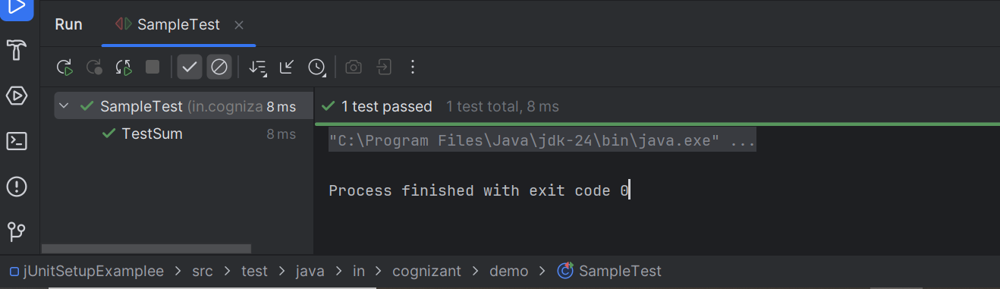 Run SampleTest
SampleTest (in.cogniza 8 ms
TestSum 8 ms
1 test passed 1 test total, 8 ms
"C:\Program Files\Java\jdk-24\bin\java.exe" ...
Process finished with exit code 0
jUnitSetupExamplee > src > test > java > in > cognizant > demo > SampleTest